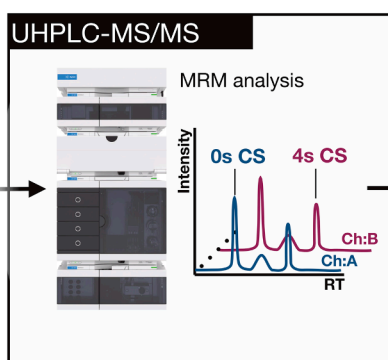 UHPLC-MS/MS
MRM analysis
Intensity
0s CS
4s CS
Ch:B
Ch:A
RT